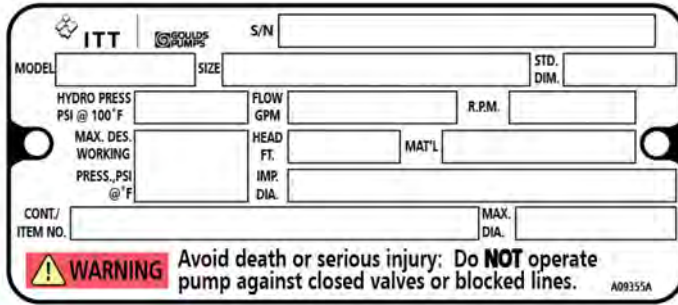 ITT GOULDS PUMPS S/N
MODEL SIZE STD. DIM.
HYDRO PRESS PSI @ 100°F FLOW GPM R.P.M.
MAX. DES. WORKING HEAD FT. MAT'L
PRESS.,PSI @°F IMP. DIA.
CONT./ ITEM NO. MAX. DIA.
WARNING Avoid death or serious injury: Do NOT operate
pump against closed valves or blocked lines. A09355A